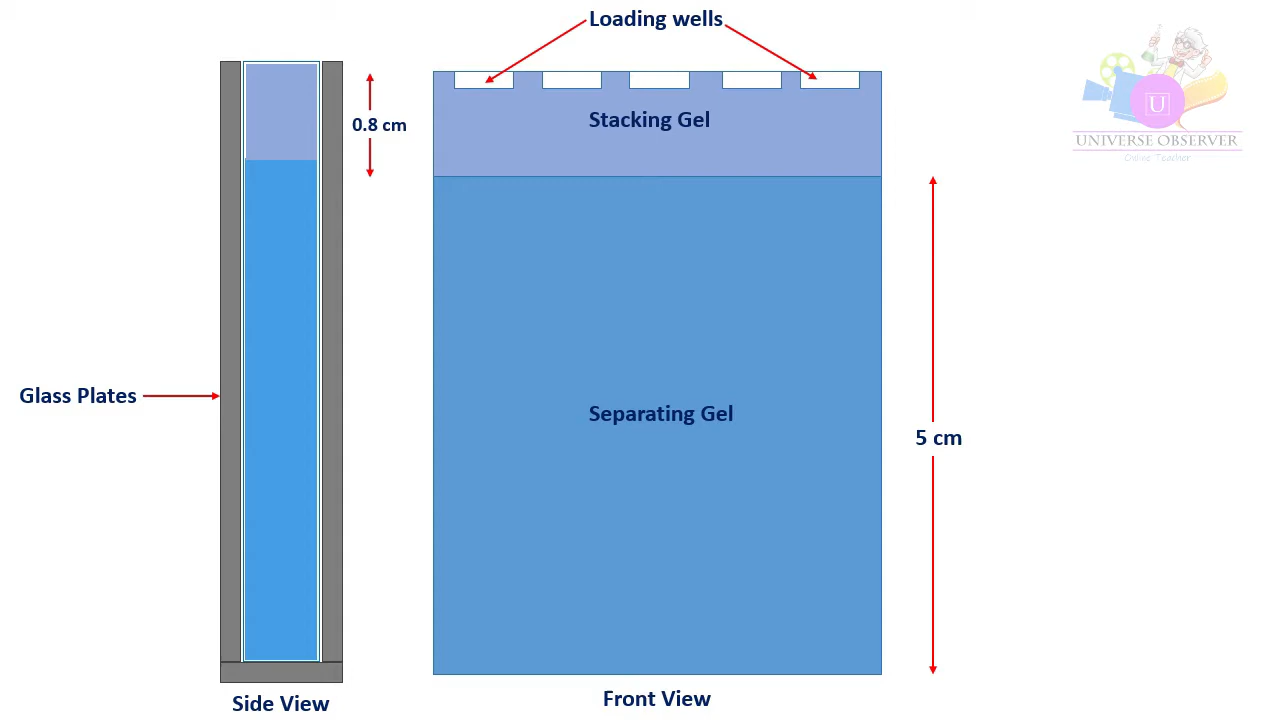 Loading wells
U
UNIVERSE OBSERVER
Online Teacher
0.8 cm
Stacking Gel
Glass Plates
Separating Gel
5 cm
Side View
Front View